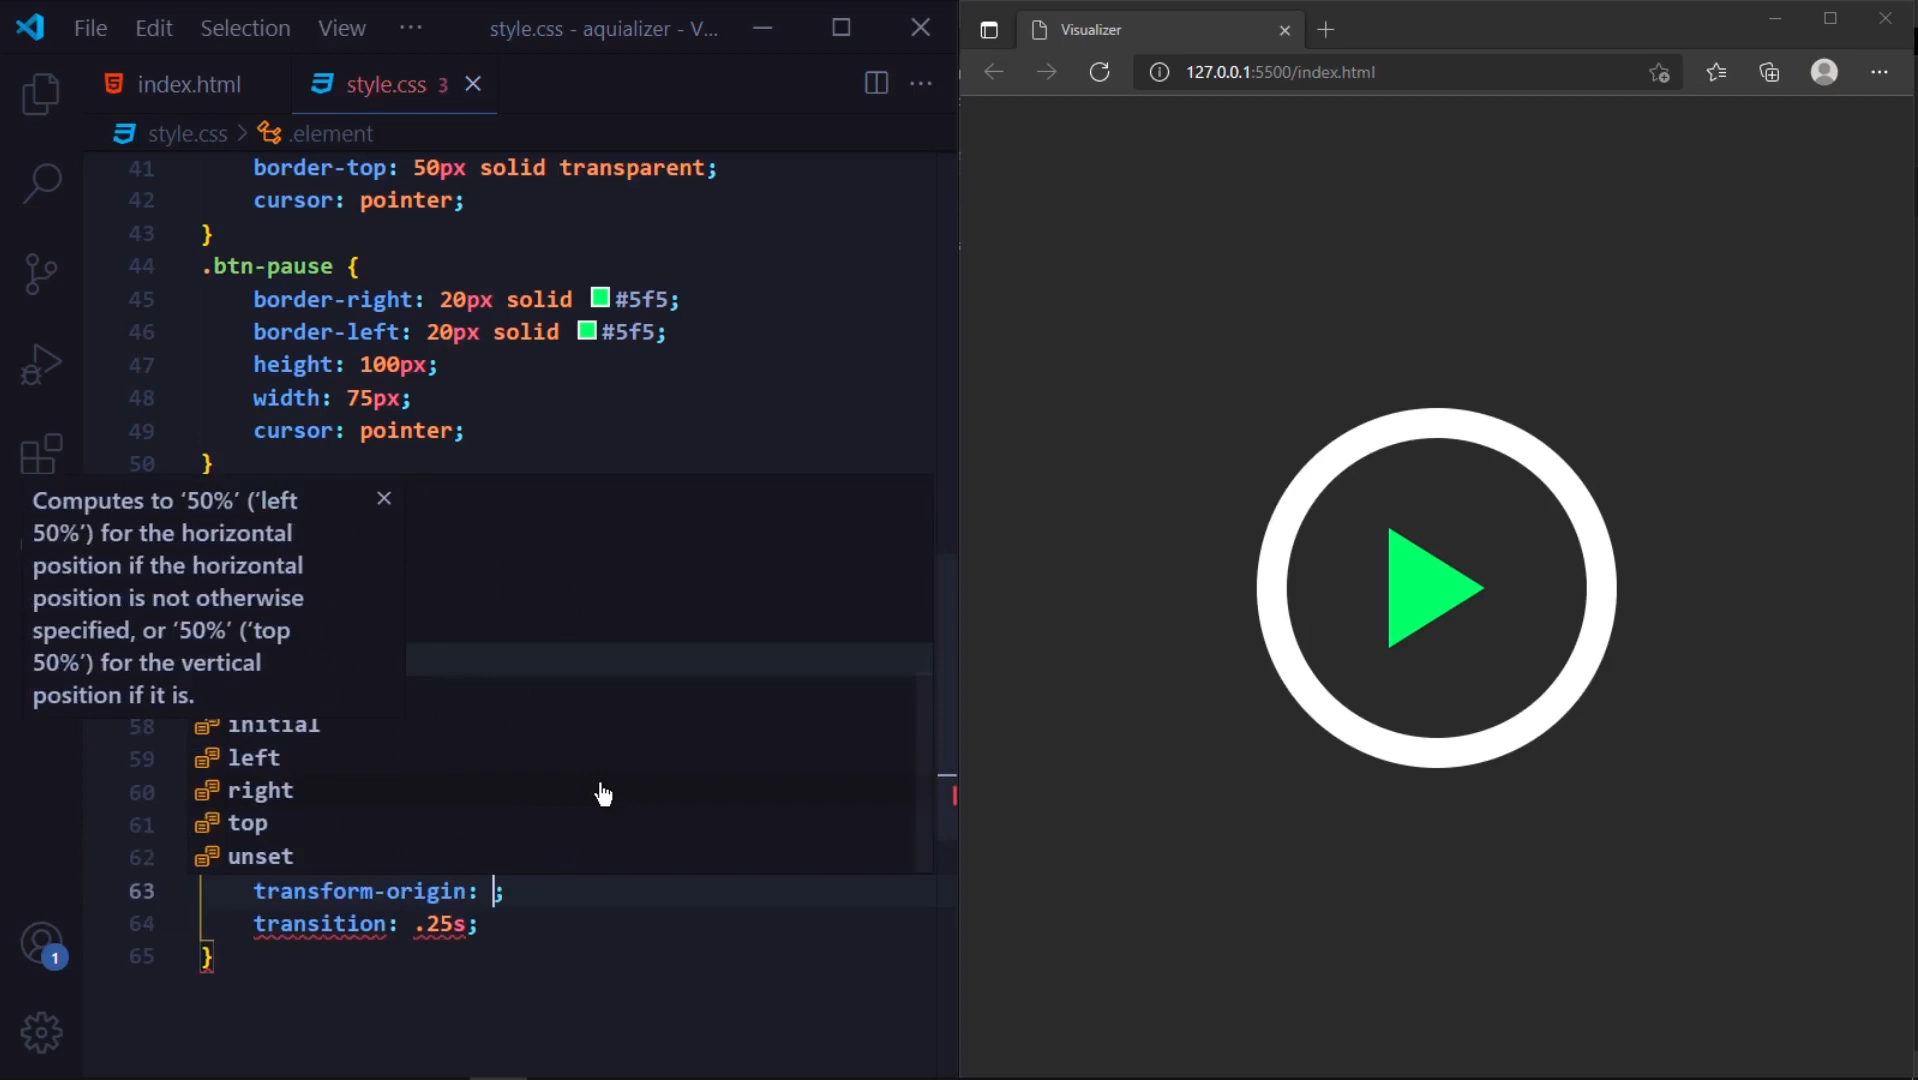 File Edit Selection View ··· style.css - aquializer - V...
index.html style.css 3
style.css > .element
41 border-top: 50px solid transparent;
42 cursor: pointer;
43 }
44 .btn-pause {
45 border-right: 20px solid #5f5;
46 border-left: 20px solid #5f5;
47 height: 100px;
48 width: 75px;
49 cursor: pointer;
50 }
Computes to ‘50%’ (‘left
50%’) for the horizontal
position if the horizontal
position is not otherwise
specified, or ‘50%’ (‘top
50%’) for the vertical
position if it is.
58 initial
59 left
60 right
61 top
62 unset
63 transform-origin: ;
64 transition: .25s;
65 }
1
Visualizer
127.0.0.1:5500/index.html